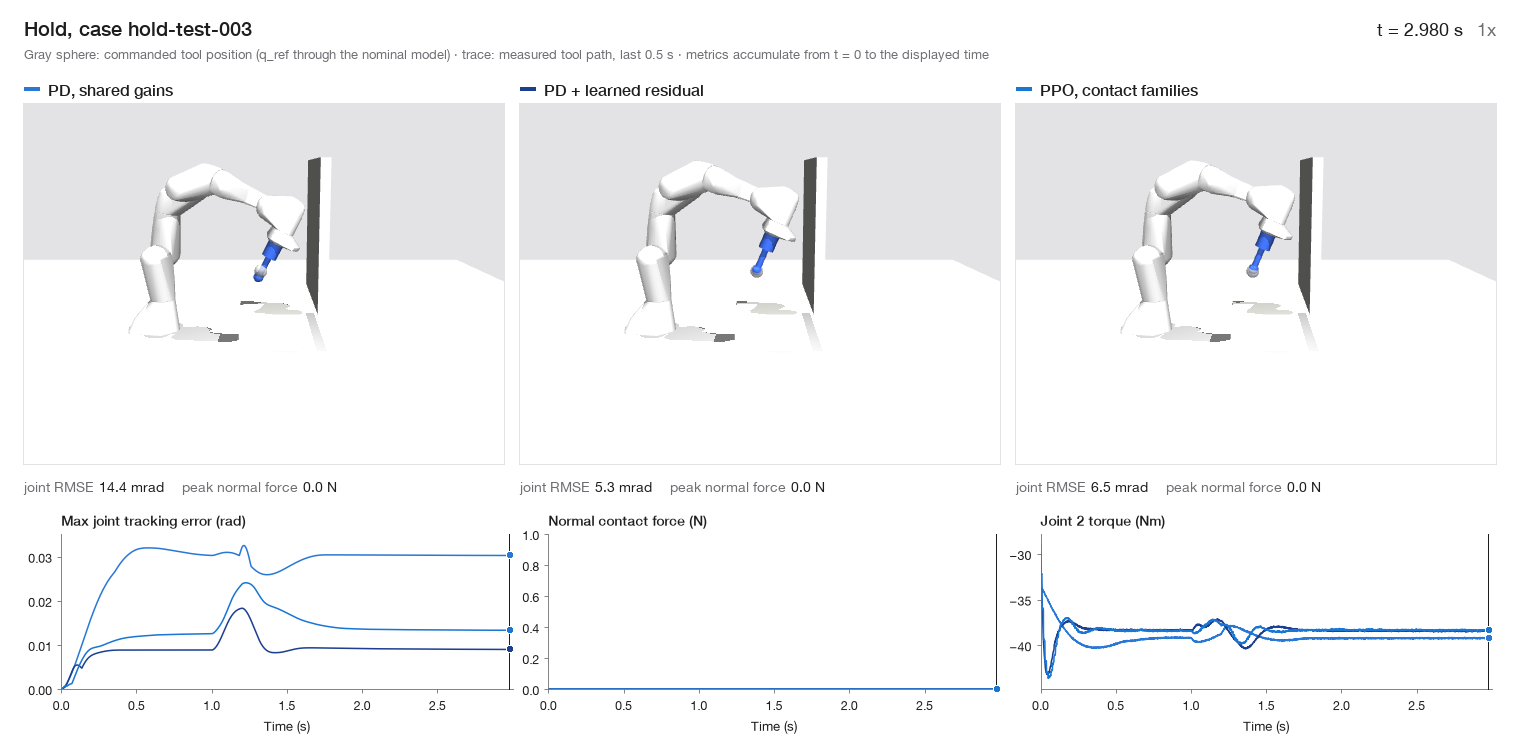 Hold, case hold-test-003
t = 2.980 s 1x
Gray sphere: commanded tool position (q_ref through the nominal model) · trace: measured tool path, last 0.5 s · metrics accumulate from t = 0 to the displayed time
PD, shared gains
PD + learned residual
PPO, contact families
joint RMSE 14.4 mrad peak normal force 0.0 N
joint RMSE 5.3 mrad peak normal force 0.0 N
joint RMSE 6.5 mrad peak normal force 0.0 N
Max joint tracking error (rad)
0.03
0.02
0.01
0.00
0.0 0.5 1.0 1.5 2.0 2.5
Time (s)
Normal contact force (N)
1.0
0.8
0.6
0.4
0.2
0.0
0.0 0.5 1.0 1.5 2.0 2.5
Time (s)
Joint 2 torque (Nm)
−30
−35
−40
0.0 0.5 1.0 1.5 2.0 2.5
Time (s)